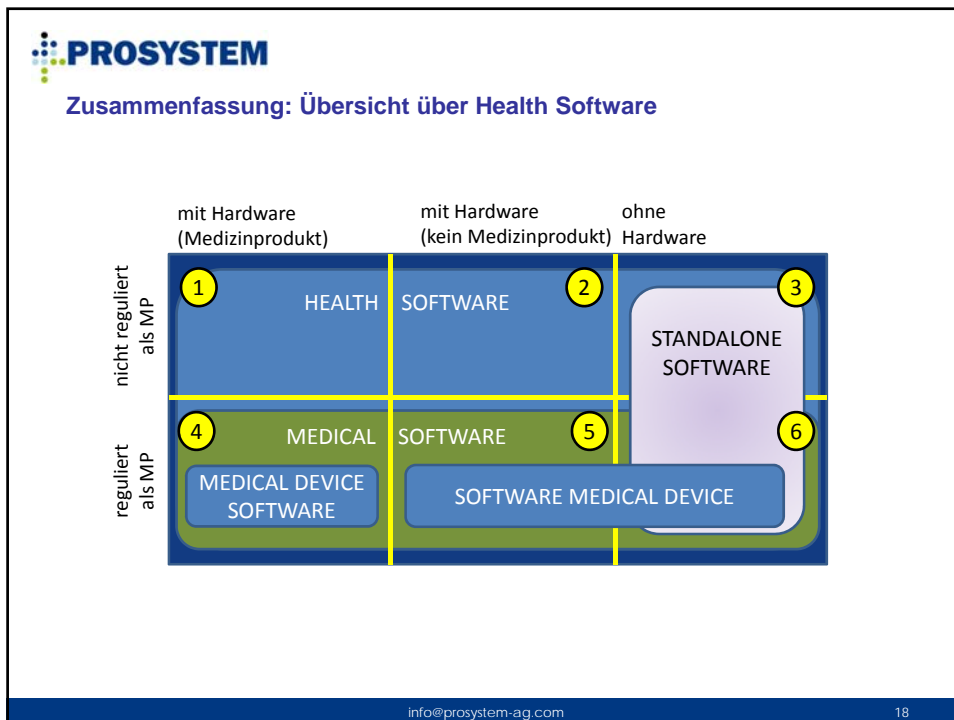 PROSYSTEM
Zusammenfassung: Übersicht über Health Software
mit Hardware
(Medizinprodukt)
mit Hardware
(kein Medizinprodukt)
ohne
Hardware
nicht reguliert
als MP
1
HEALTH SOFTWARE
2
3
STANDALONE
SOFTWARE
reguliert
als MP
4
MEDICAL SOFTWARE
5
6
MEDICAL DEVICE
SOFTWARE
SOFTWARE MEDICAL DEVICE
info@prosystem-ag.com
18